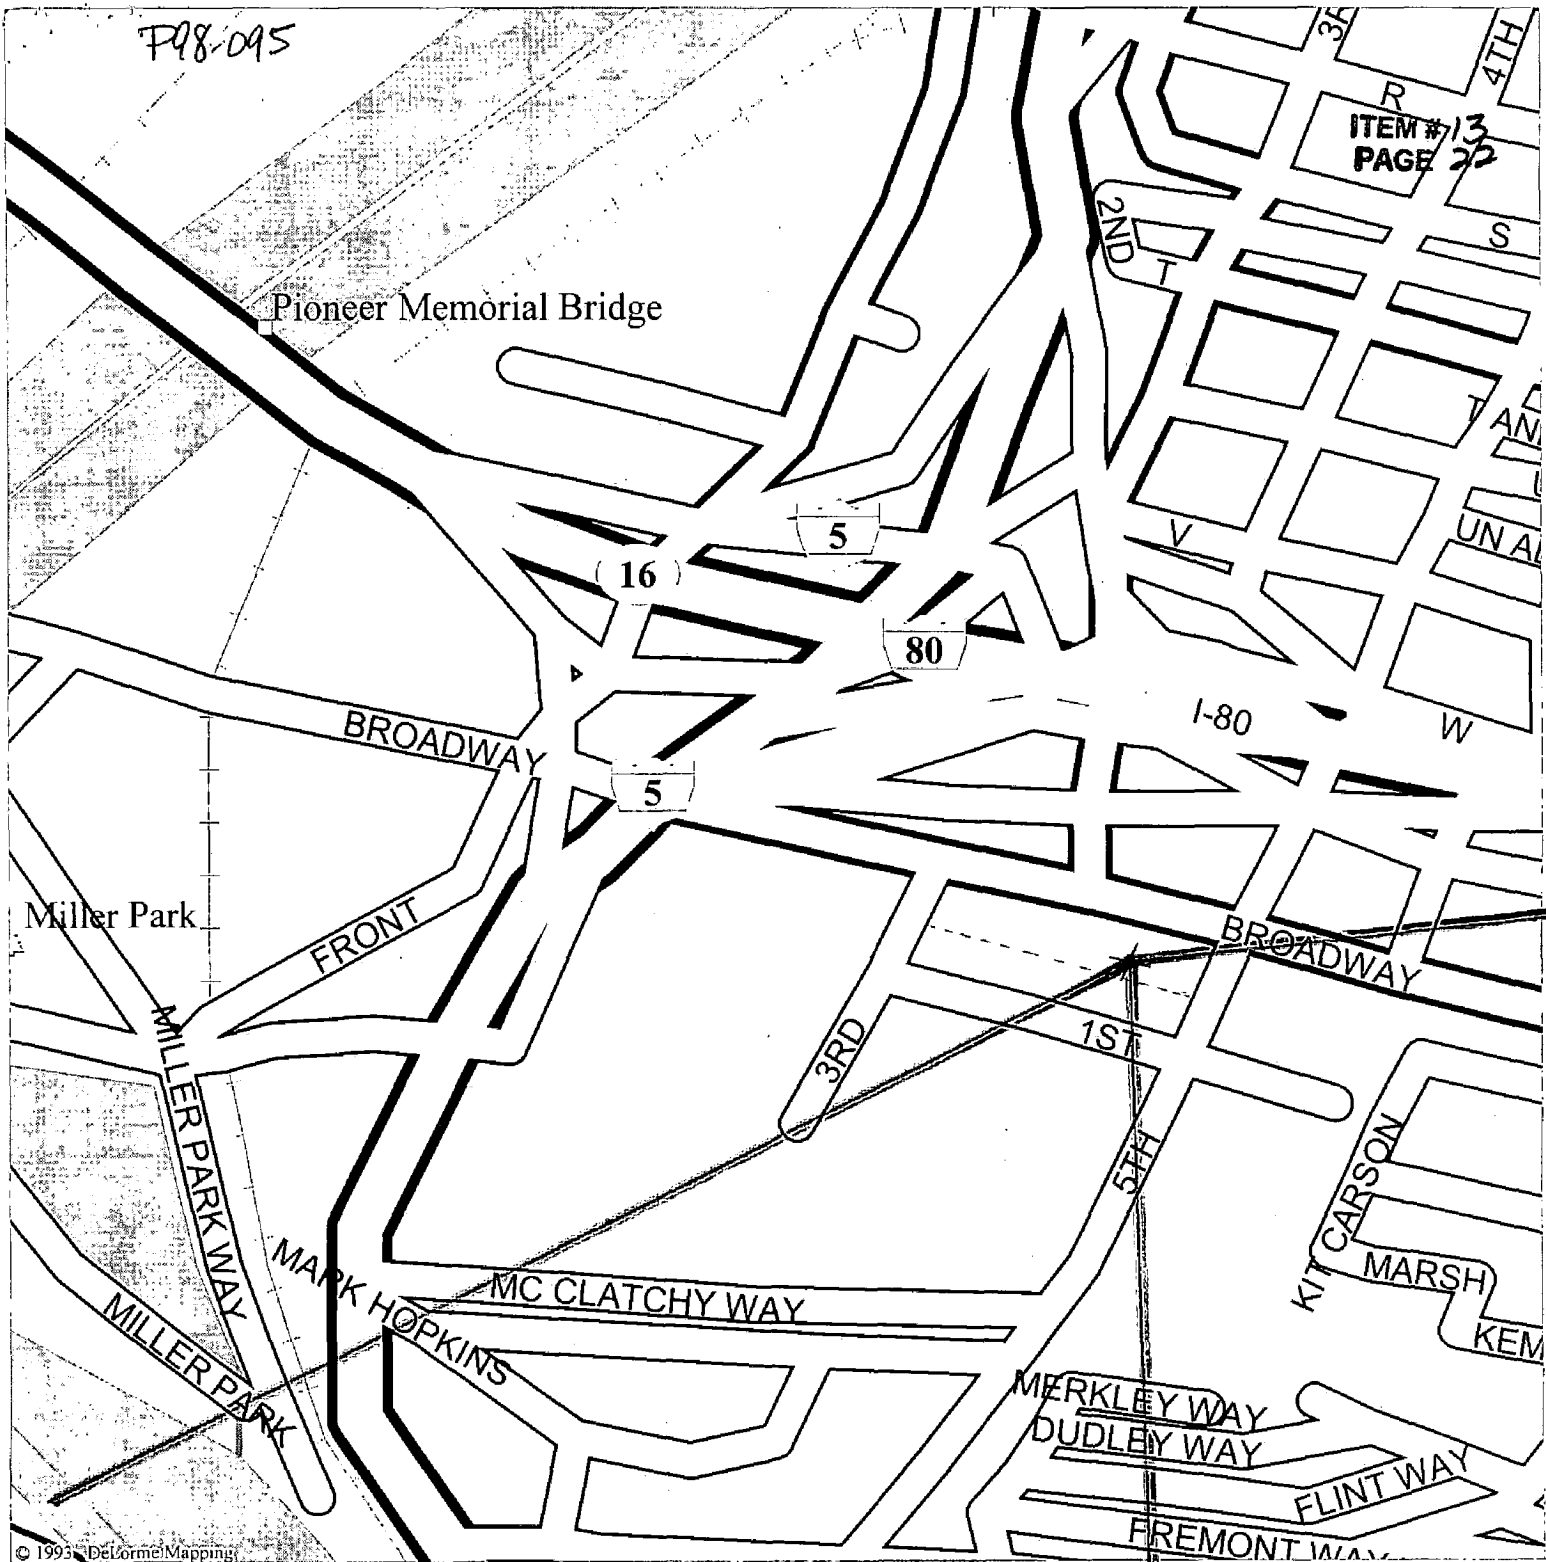 P98-095
3R
4TH
R
ITEM #13
PAGE 22
2ND
S
T
Pioneer Memorial Bridge
T AN
U
V
UN AL
5
16
80
I-80
W
BROADWAY
5
Miller Park
FRONT
BROADWAY
1ST
3RD
MILLER PARK WAY
5TH
KIT CARSON
MARSH
KEM
MARK HOPKINS
MC CLATCHY WAY
MILLER PARK
MERKLEY WAY
DUDLEY WAY
FLINT WAY
FREMONT WAY
© 1993 DeLorme Mapping